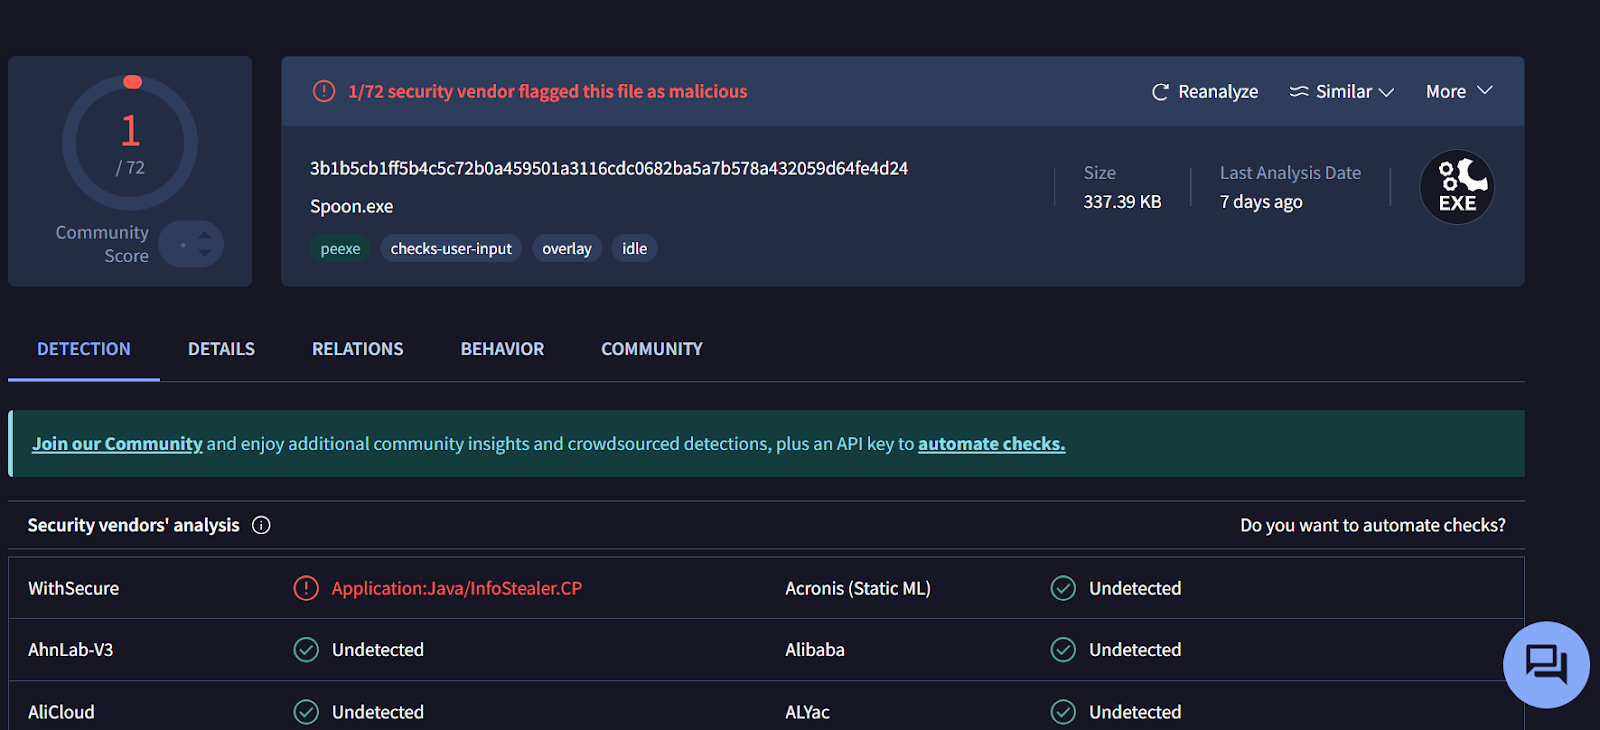 1
/ 72
Community
Score
1/72 security vendor flagged this file as malicious
Reanalyze
Similar
More
3b1b5cb1ff5b4c5c72b0a459501a3116cdc0682ba5a7b578a432059d64fe4d24
Spoon.exe
peexe
checks-user-input
overlay
idle
Size
337.39 KB
Last Analysis Date
7 days ago
EXE
DETECTION
DETAILS
RELATIONS
BEHAVIOR
COMMUNITY
Join our Community and enjoy additional community insights and crowdsourced detections, plus an API key to automate checks.
Security vendors' analysis
Do you want to automate checks?
WithSecure
Application:Java/InfoStealer.CP
Acronis (Static ML)
Undetected
AhnLab-V3
Undetected
Alibaba
Undetected
AliCloud
Undetected
ALYac
Undetected